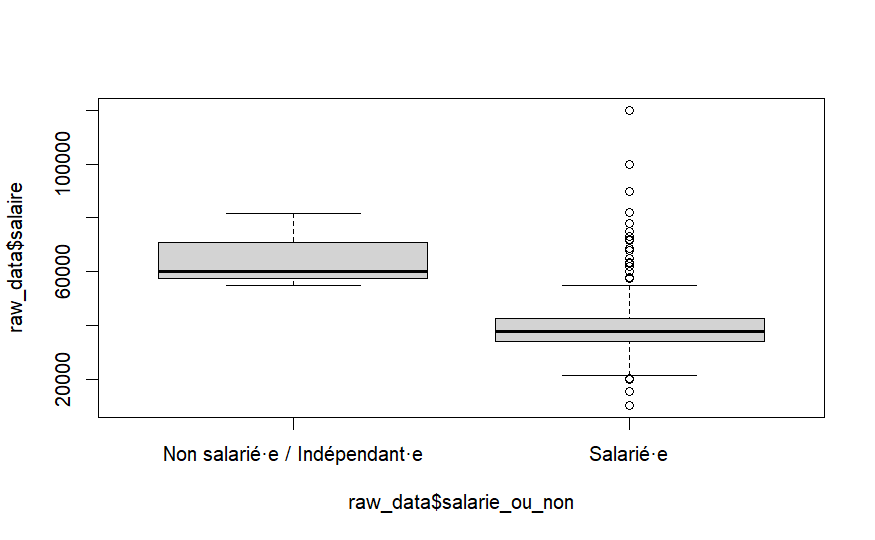 raw_data$salaire
100000
60000
20000
Non salarié·e / Indépendant·e
Salarié·e
raw_data$salarie_ou_non